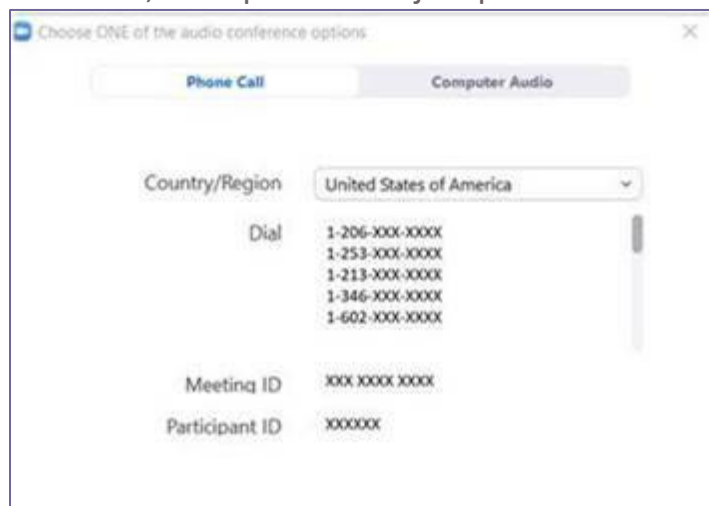 Choose ONE of the audio conference options
Phone Call Computer Audio
Country/Region United States of America
Dial 1-206-XXX-XXXX
1-253-XXX-XXXX
1-213-XXX-XXXX
1-346-XXX-XXXX
1-602-XXX-XXXX
Meeting ID XXX XXXX XXXX
Participant ID XXXXXX